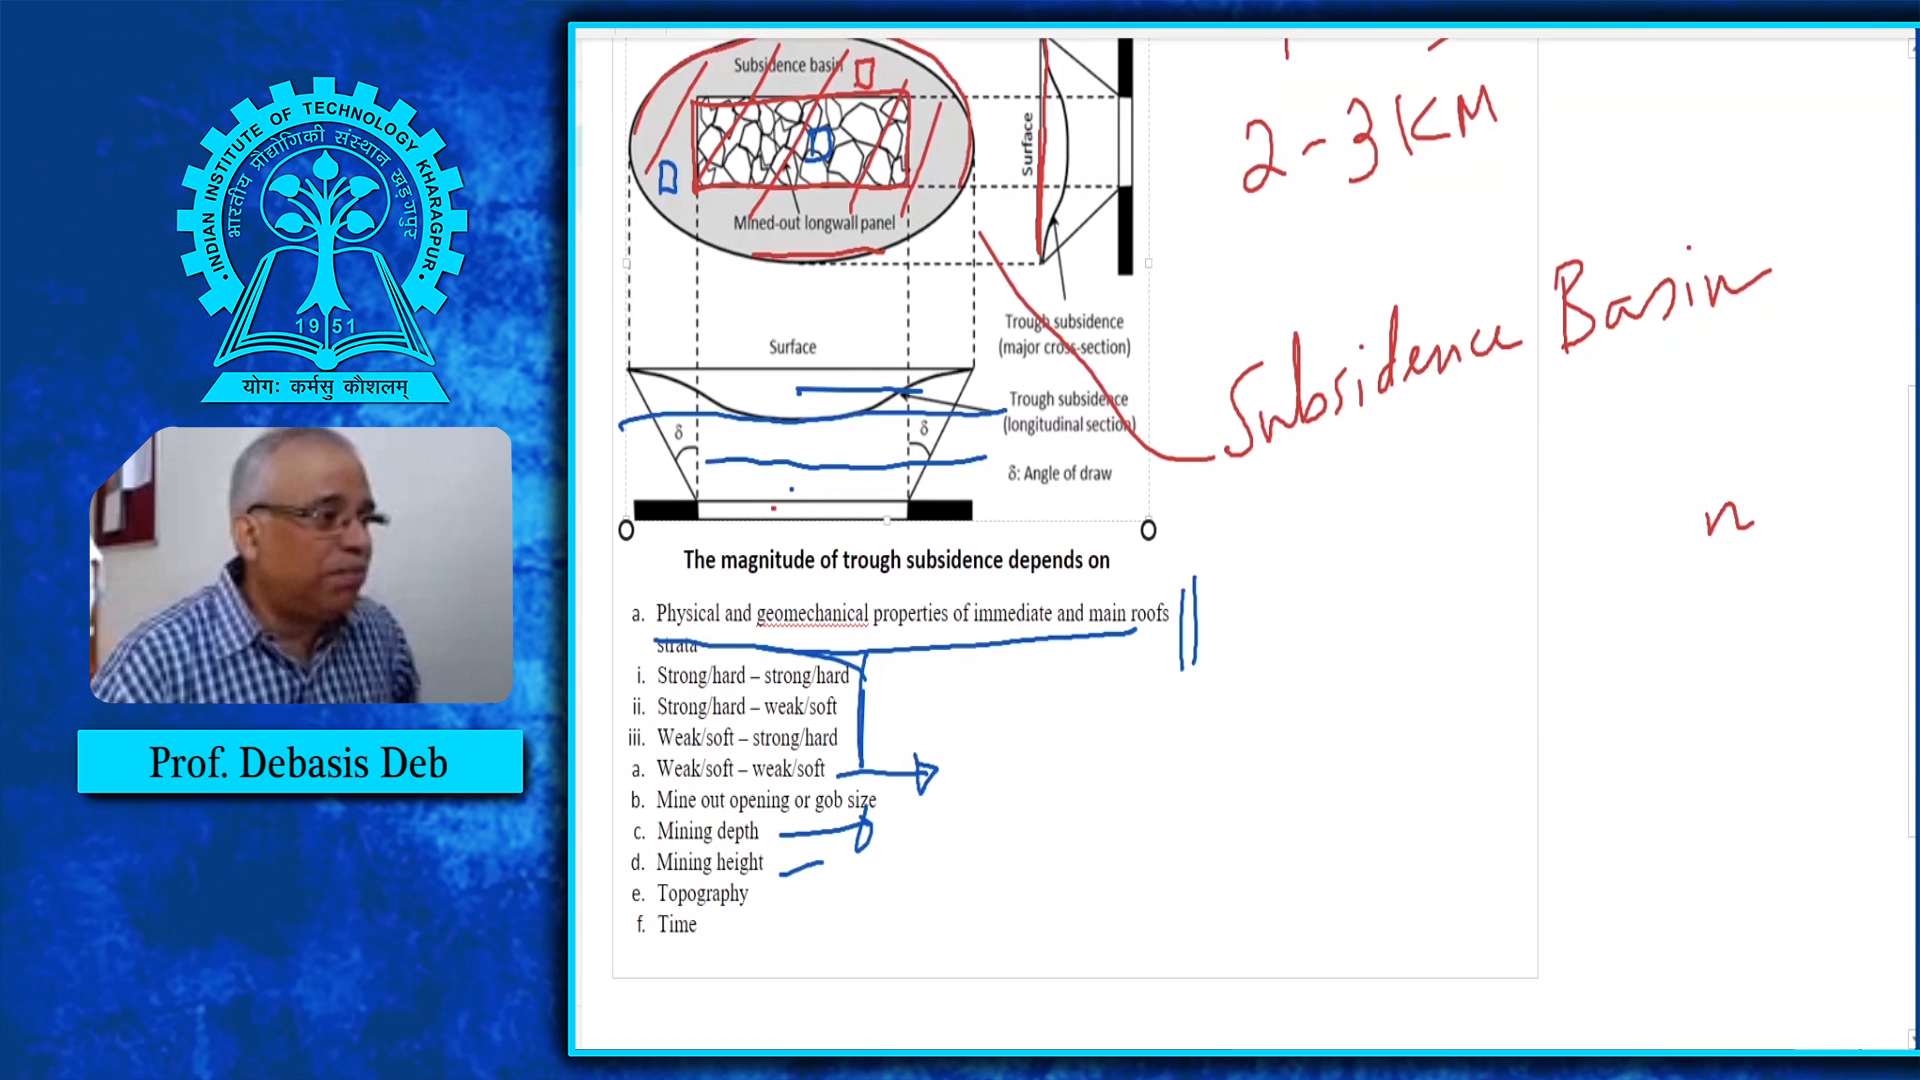 INDIAN INSTITUTE OF TECHNOLOGY KHARAGPUR
भारतीय प्रौद्योगिकी संस्थान खड़गपुर
1951
योगः कर्मसु कौशलम्
Prof. Debasis Deb
Subsidence basin
Mined-out longwall panel
Surface
2-3 KM
Subsidence Basin
Trough subsidence
(major cross-section)
Surface
Trough subsidence
(longitudinal section)
δ
δ
δ: Angle of draw
n
The magnitude of trough subsidence depends on
a. Physical and geomechanical properties of immediate and main roofs
strata
i. Strong/hard – strong/hard
ii. Strong/hard – weak/soft
iii. Weak/soft – strong/hard
a. Weak/soft – weak/soft
b. Mine out opening or gob size
c. Mining depth
d. Mining height
e. Topography
f. Time